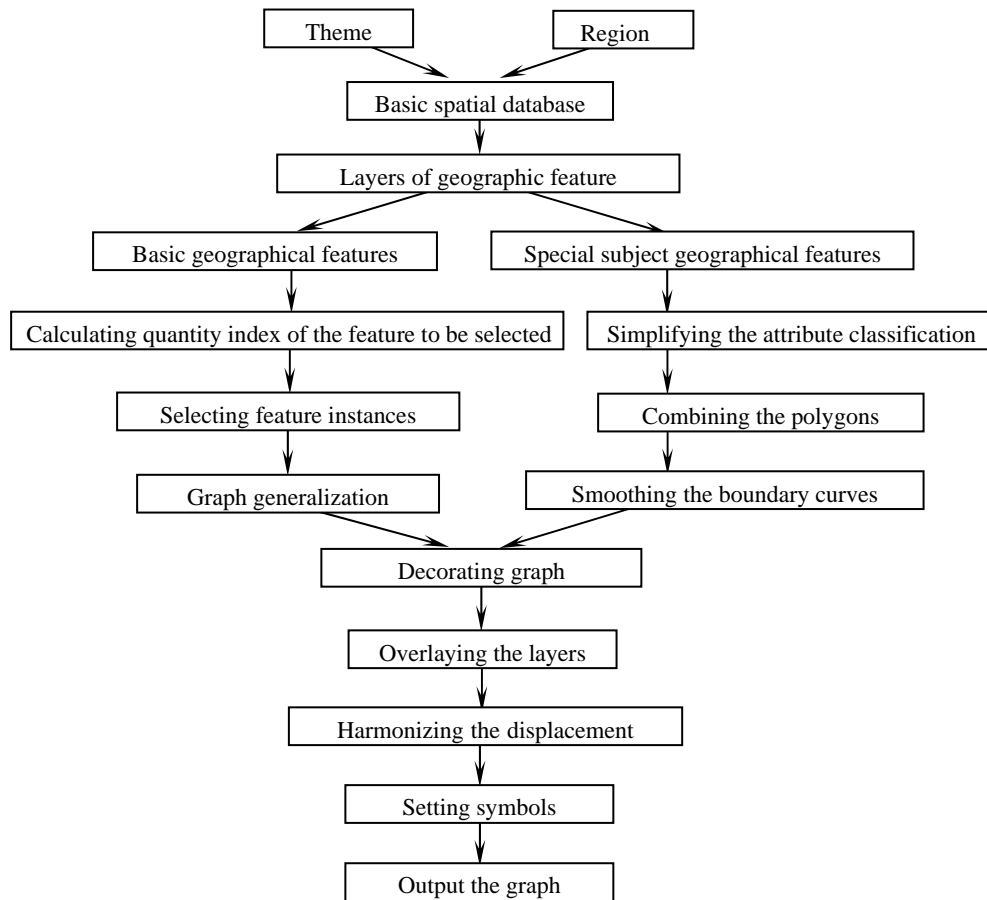 Theme
Region
Basic spatial database
Layers of geographic feature
Basic geographical features
Special subject geographical features
Calculating quantity index of the feature to be selected
Simplifying the attribute classification
Selecting feature instances
Combining the polygons
Graph generalization
Smoothing the boundary curves
Decorating graph
Overlaying the layers
Harmonizing the displacement
Setting symbols
Output the graph